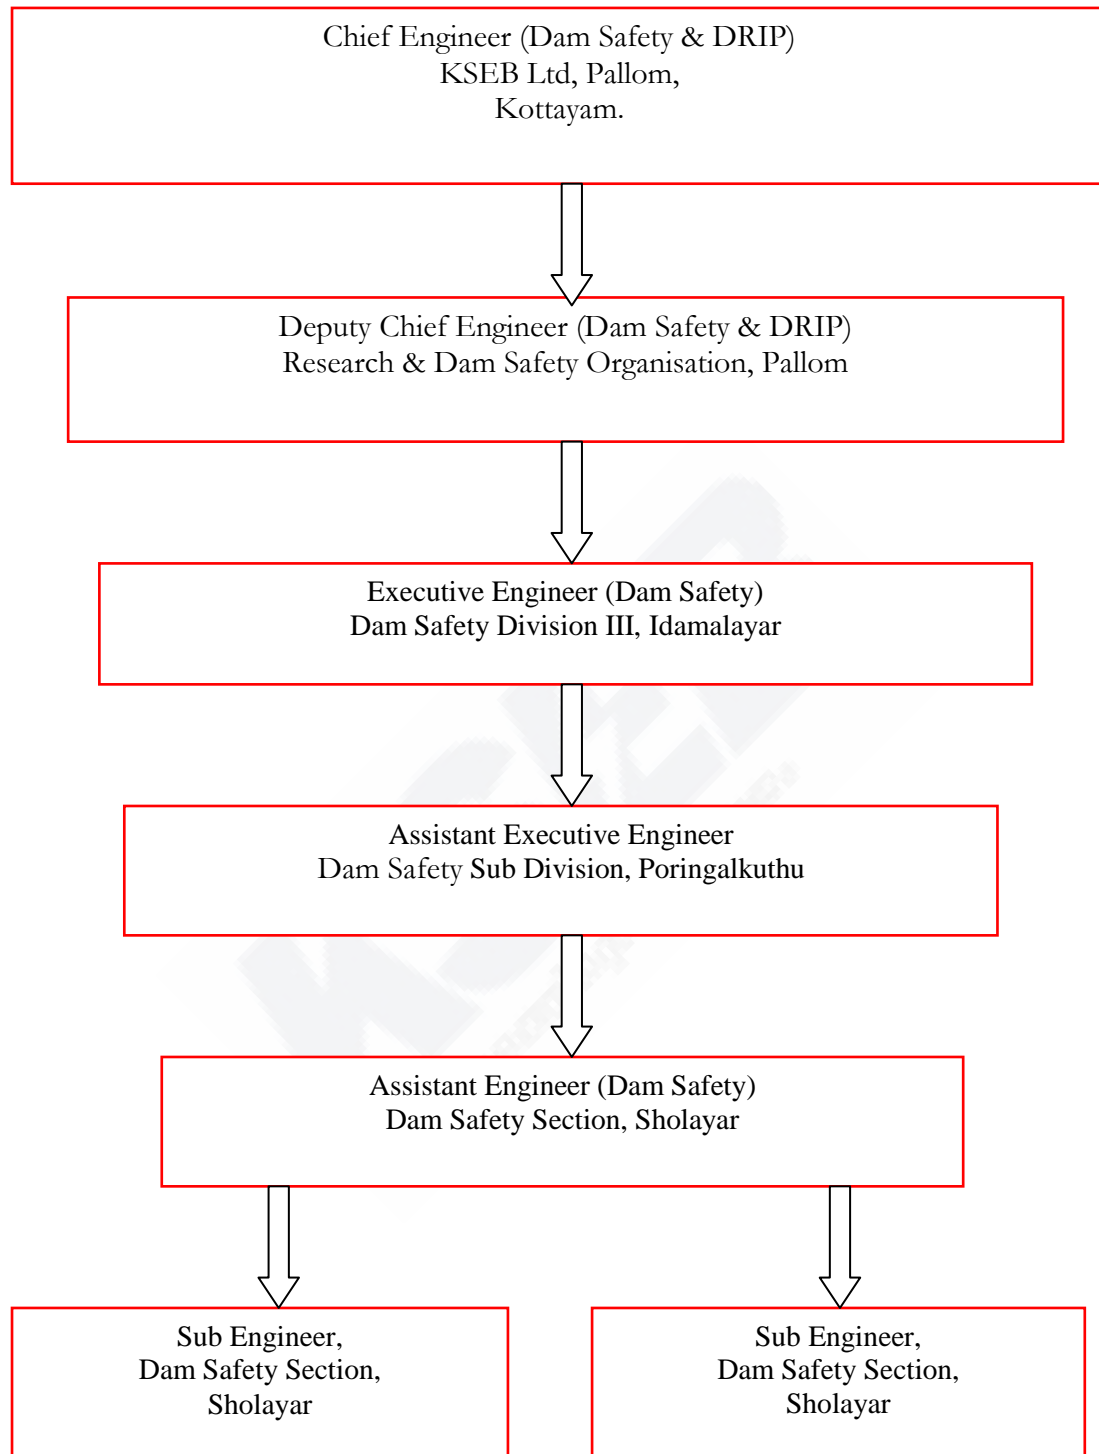 Chief Engineer (Dam Safety & DRIP)
KSEB Ltd, Pallom,
Kottayam.
Deputy Chief Engineer (Dam Safety & DRIP)
Research & Dam Safety Organisation, Pallom
Executive Engineer (Dam Safety)
Dam Safety Division III, Idamalayar
Assistant Executive Engineer
Dam Safety Sub Division, Poringalkuthu
Assistant Engineer (Dam Safety)
Dam Safety Section, Sholayar
Sub Engineer,
Dam Safety Section,
Sholayar
Sub Engineer,
Dam Safety Section,
Sholayar
KSEB